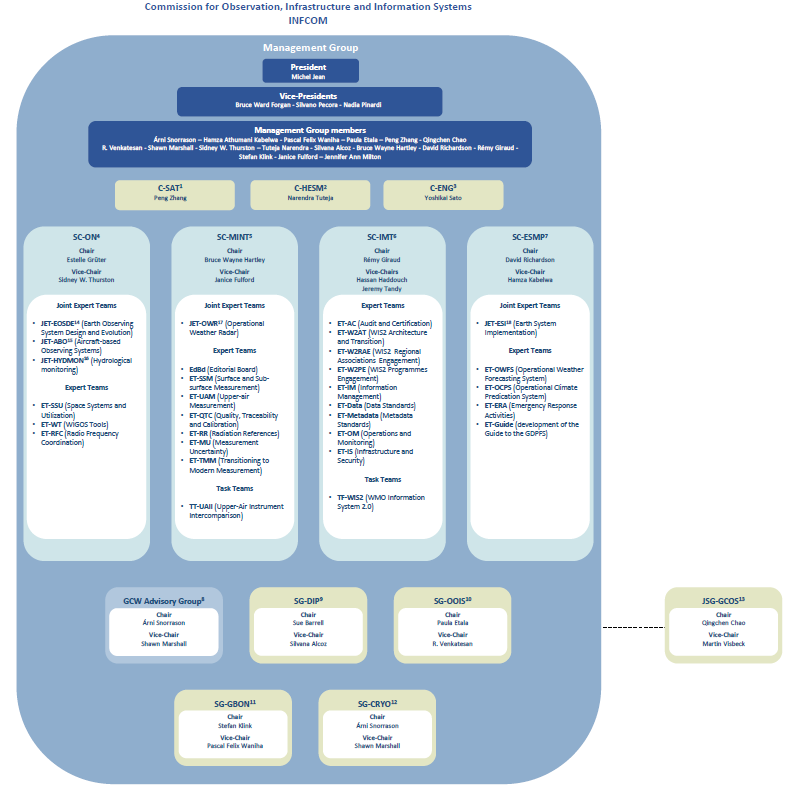 Commission for Observation, Infrastructure and Information Systems
INFCOM
Management Group
President
Michel Jean
Vice-Presidents
Bruce Ward Forgan - Silvano Pecora - Nadia Pinardi
Management Group members
Árni Snorrason – Hamza Athumani Kabelwa - Pascal Felix Waniha – Paula Etala – Peng Zhang - Qingchen Chao
R. Venkatesan - Shawn Marshall - Sidney W. Thurston – Tuteja Narendra - Silvana Alcoz - Bruce Wayne Hartley - David Richardson - Rémy Giraud -
Stefan Klink - Janice Fulford – Jennifer Ann Milton
C-SAT¹
Peng Zhang
C-HESM²
Narendra Tuteja
C-ENG³
Yoshikai Sato
SC-ON⁴
Chair
Estelle Grüter
Vice-Chair
Sidney W. Thurston
Joint Expert Teams
• JET-EOSDE¹⁴ (Earth Observing
System Design and Evolution)
• JET-ABO¹⁵ (Aircraft-based
Observing Systems)
• JET-HYDMON¹⁶ (Hydrological
monitoring)
Expert Teams
• ET-SSU (Space Systems and
Utilization)
• ET-WT (WIGOS Tools)
• ET-RFC (Radio Frequency
Coordination)
SC-MINT⁵
Chair
Bruce Wayne Hartley
Vice-Chair
Janice Fulford
Joint Expert Teams
• JET-OWR¹⁷ (Operational
Weather Radar)
Expert Teams
• EdBd (Editorial Board)
• ET-SSM (Surface and Sub-
surface Measurement)
• ET-UAM (Upper-air
Measurement)
• ET-QTC (Quality, Traceability
and Calibration)
• ET-RR (Radiation References)
• ET-MU (Measurement
Uncertainty)
• ET-TMM (Transitioning to
Modern Measurement)
Task Teams
• TT-UAII (Upper-Air Instrument
Intercomparison)
SC-IMT⁶
Chair
Rémy Giraud
Vice-Chairs
Hassan Haddouch
Jeremy Tandy
Expert Teams
• ET-AC (Audit and Certification)
• ET-W2AT (WIS2 Architecture
and Transition)
• ET-W2RAE (WIS2 Regional
Associations Engagement)
• ET-W2PE (WIS2 Programmes
Engagement)
• ET-IM (Information
Management)
• ET-Data (Data Standards)
• ET-Metadata (Metadata
Standards)
• ET-OM (Operations and
Monitoring)
• ET-IS (Infrastructure and
Security)
Task Teams
• TF-WIS2 (WMO Information
System 2.0)
SC-ESMP⁷
Chair
David Richardson
Vice-Chair
Hamza Kabelwa
Joint Expert Teams
• JET-ESI¹⁸ (Earth System
Implementation)
Expert Teams
• ET-OWFS (Operational Weather
Forecasting System)
• ET-OCPS (Operational Climate
Predication System)
• ET-ERA (Emergency Response
Activities)
• ET-Guide (development of the
Guide to the GDPFS)
GCW Advisory Group⁸
Chair
Árni Snorrason
Vice-Chair
Shawn Marshall
SG-DIP⁹
Chair
Sue Barrell
Vice-Chair
Silvana Alcoz
SG-OOIS¹⁰
Chair
Paula Etala
Vice-Chair
R. Venkatesan
JSG-GCOS¹³
Chair
Qingchen Chao
Vice-Chair
Martin Visbeck
SG-GBON¹¹
Chair
Stefan Klink
Vice-Chair
Pascal Felix Waniha
SG-CRYO¹²
Chair
Árni Snorrason
Vice-Chair
Shawn Marshall